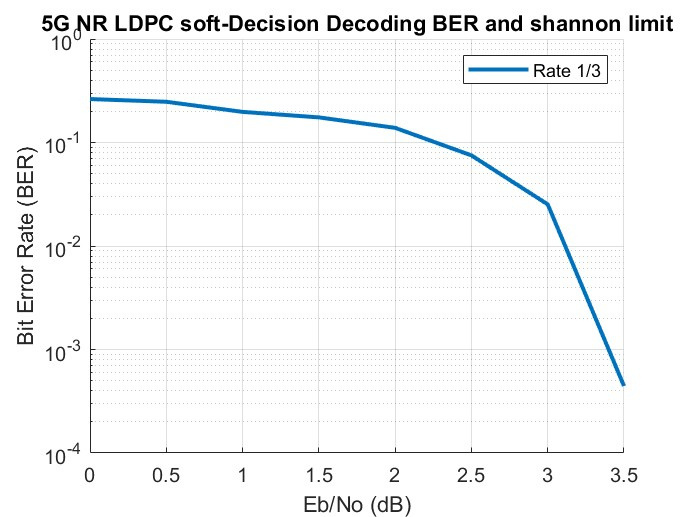 5G NR LDPC soft-Decision Decoding BER and shannon limit
10^0
Rate 1/3
10^-1
10^-2
10^-3
10^-4
Bit Error Rate (BER)
0 0.5 1 1.5 2 2.5 3 3.5
Eb/No (dB)